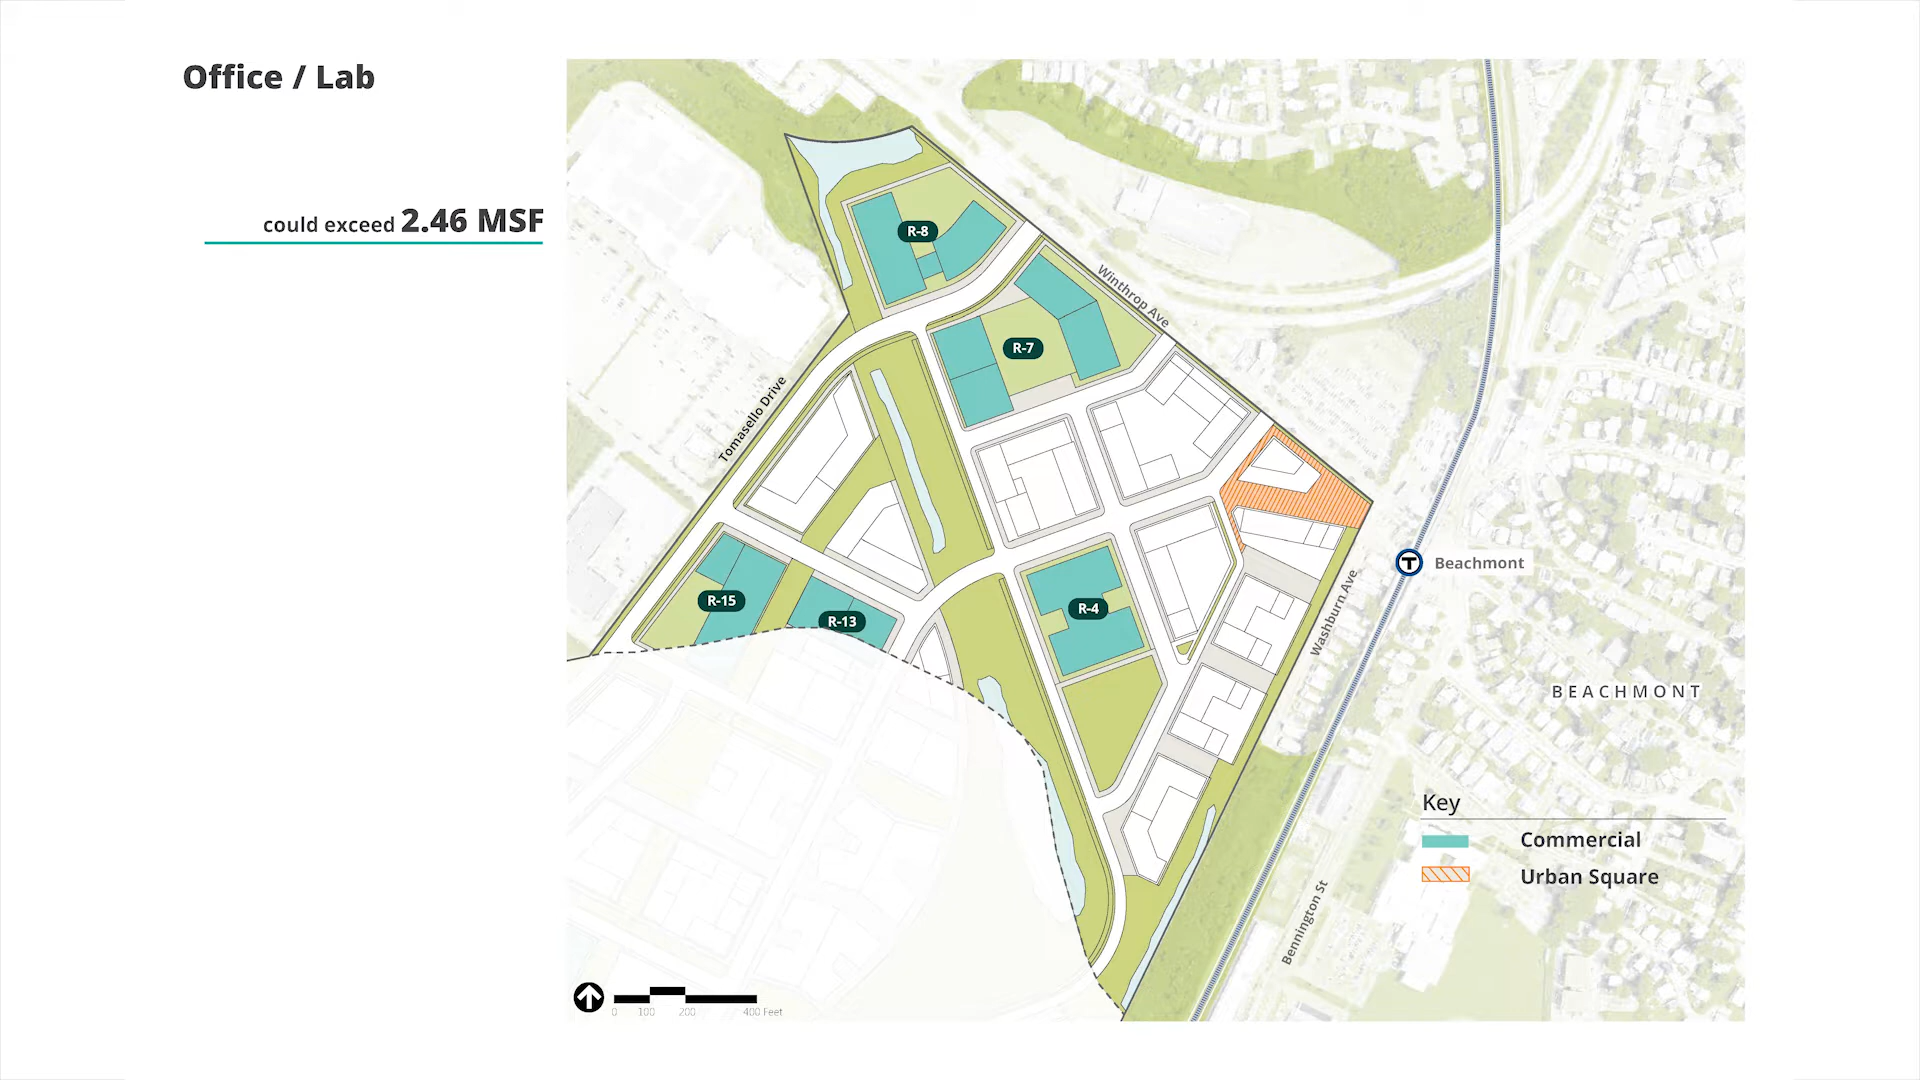 Office / Lab
could exceed 2.46 MSF
R-8
Winthrop Ave
R-7
Tomasello Drive
T
Beachmont
R-15
R-13
R-4
Washburn Ave
BEACHMONT
Key
Commercial
Urban Square
Bennington St
0 100 200 400 Feet